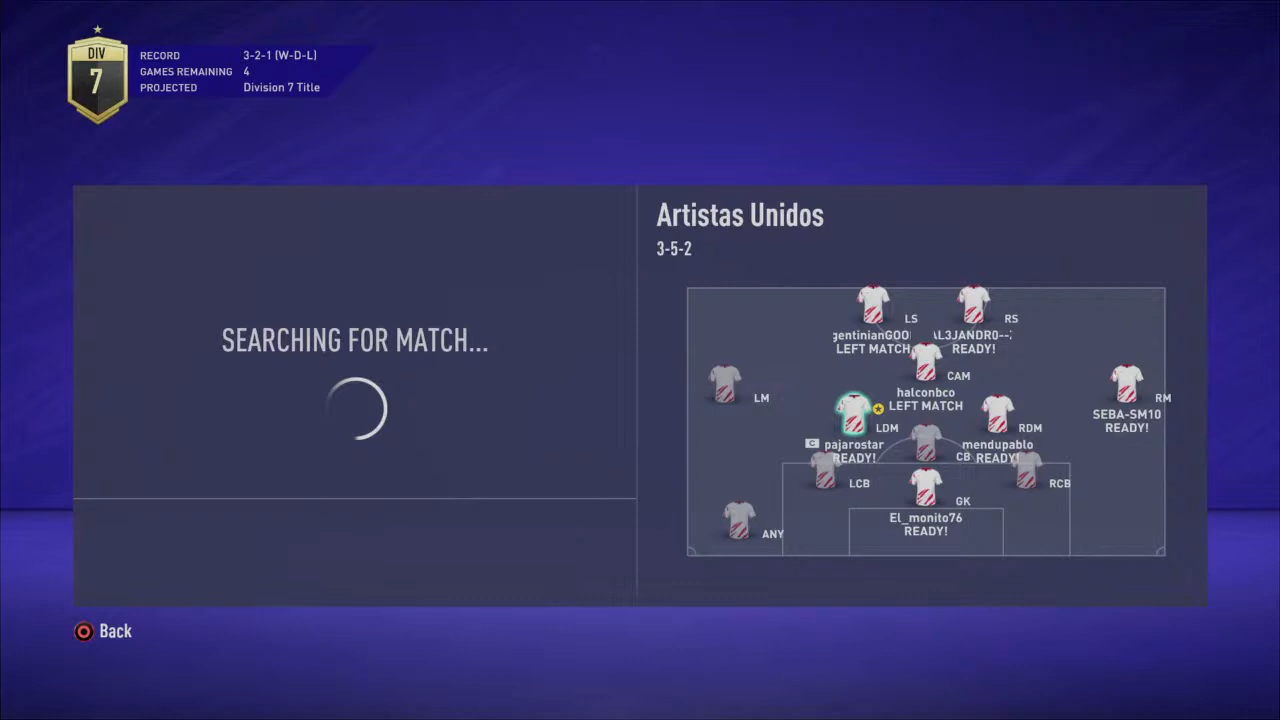 DIV
7
RECORD 3-2-1 (W-D-L)
GAMES REMAINING 4
PROJECTED Division 7 Title
SEARCHING FOR MATCH...
Artistas Unidos
3-5-2
LS
RS
gentinianGOO
LEFT MATCH
AL3JANDR0--
READY!
CAM
halconbco
LEFT MATCH
LM
RM
SEBA-SM10
READY!
LDM
C pajarostar
READY!
RDM
mendupablo
READY!
CB
LCB
RCB
GK
El_monito76
READY!
ANY
Back